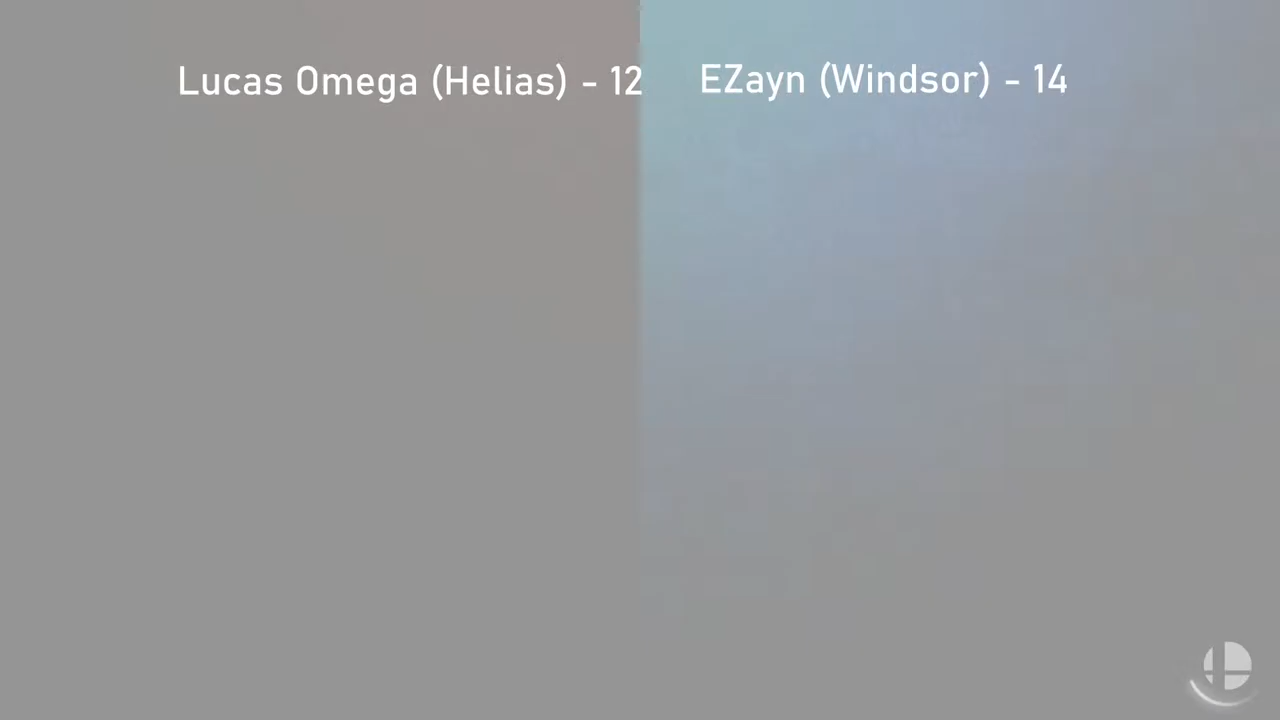 Lucas Omega (Helias) - 12
EZayn (Windsor) - 14